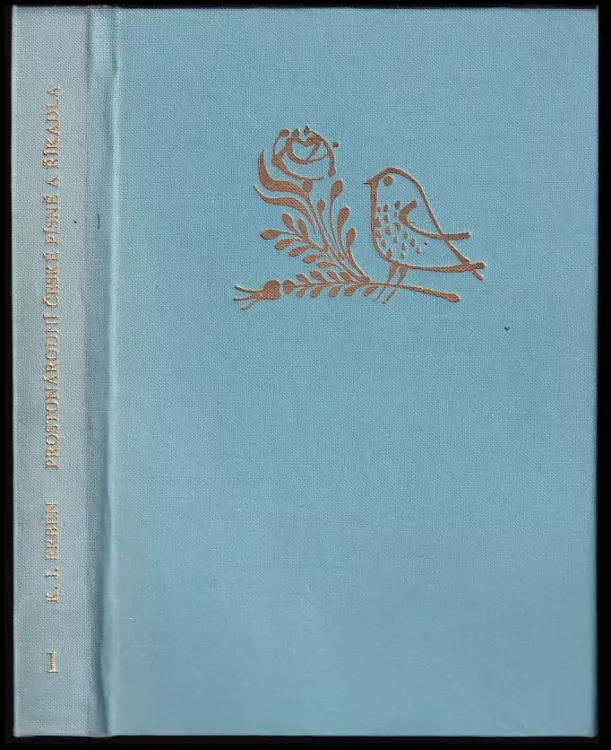 1 K. J. ERBEN PROSTONÁRODNÍ ČESKÉ PÍSNĚ A ŘÍKADLA